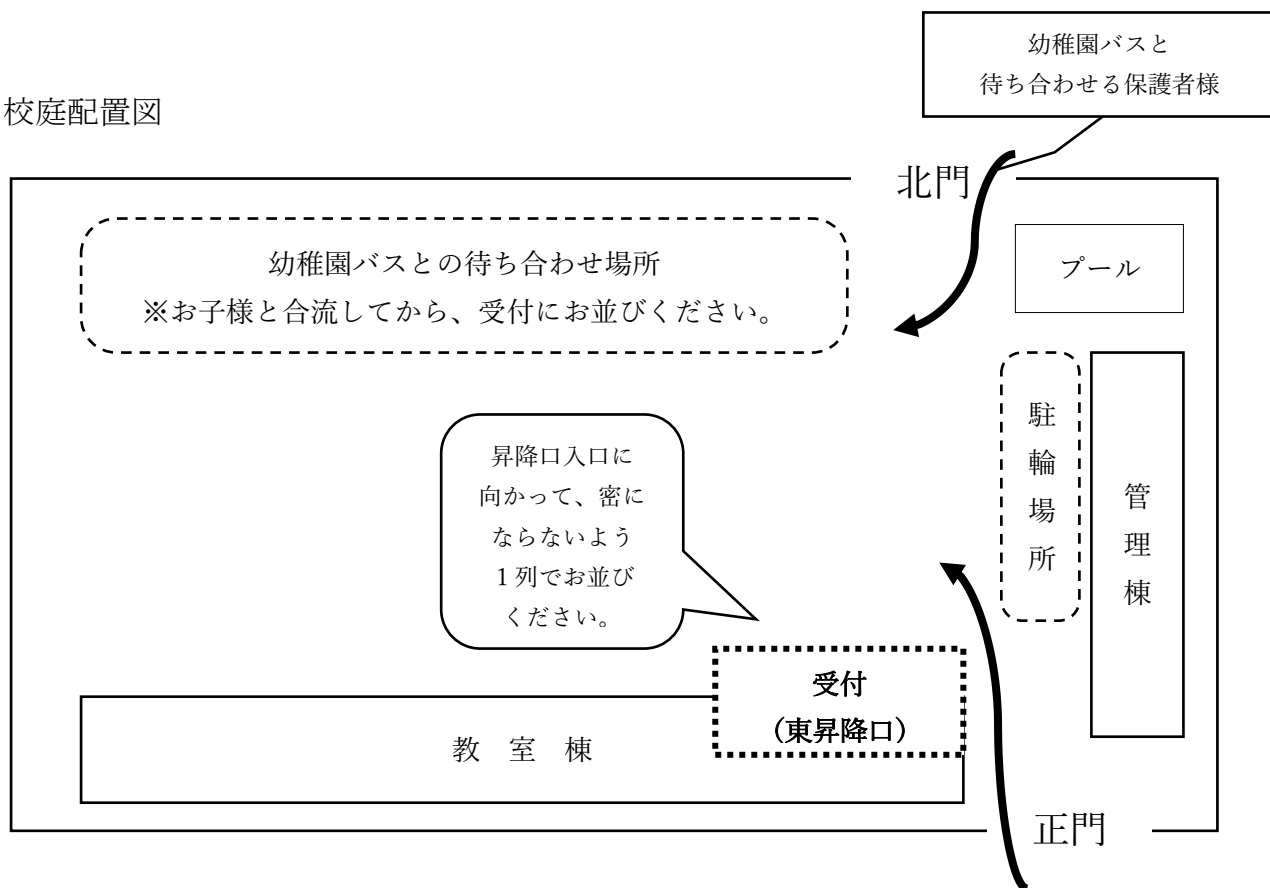 幼稚園バスと
待ち合わせる保護者様
校庭配置図
北門
幼稚園バスとの待ち合わせ場所
※お子様と合流してから、受付にお並びください。
プール
駐輪場所
管理棟
昇降口入口に
向かって、密に
ならないよう
１列でお並び
ください。
受付
（東昇降口）
教 室 棟
正門